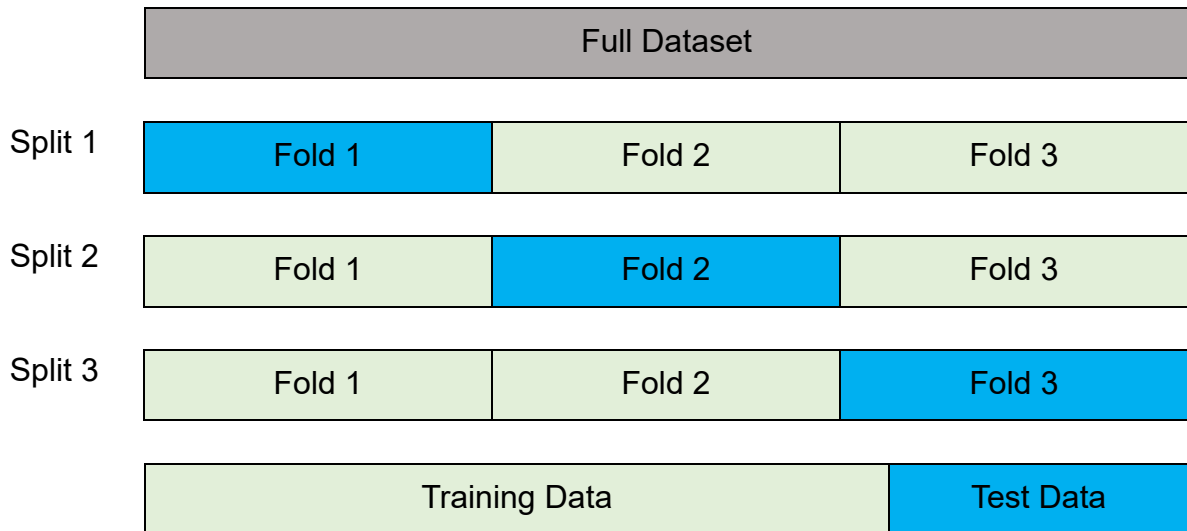 Full Dataset
Split 1
Fold 1 Fold 2 Fold 3
Split 2
Fold 1 Fold 2 Fold 3
Split 3
Fold 1 Fold 2 Fold 3
Training Data Test Data